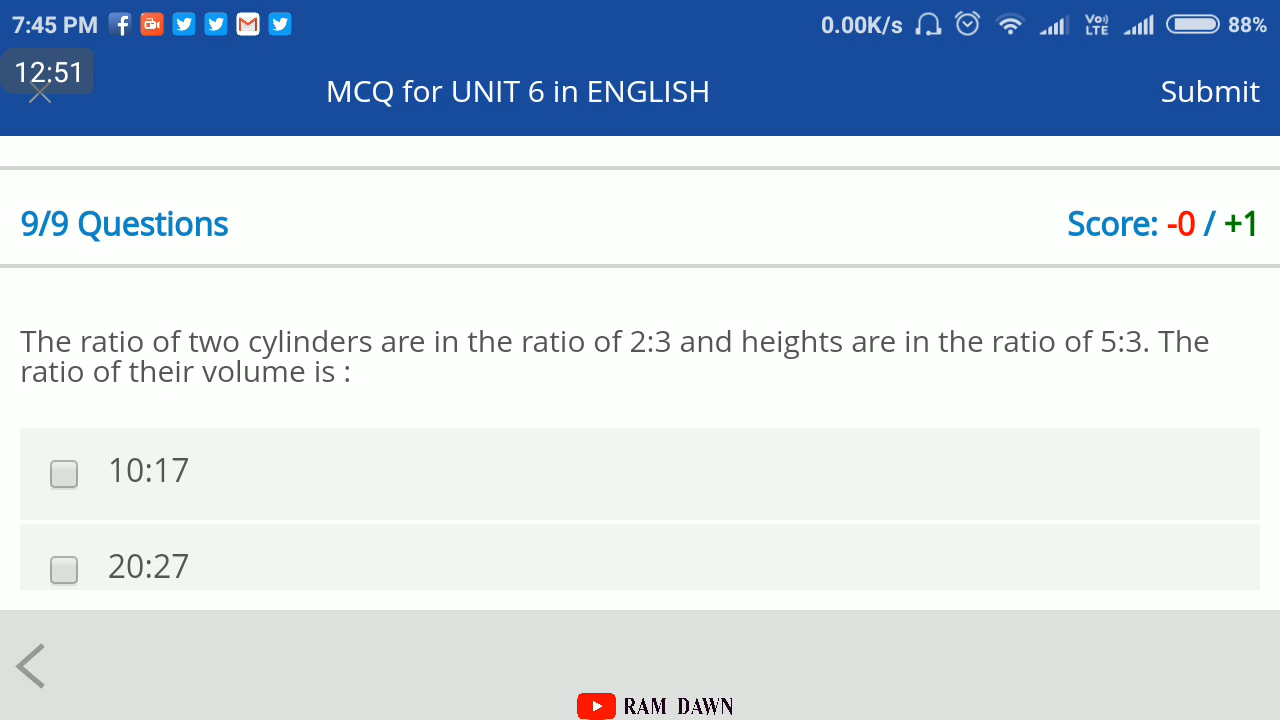 7:45 PM
0.00K/s
Vo))
LTE
88%
12:51
MCQ for UNIT 6 in ENGLISH
Submit
9/9 Questions
Score: -0 / +1
The ratio of two cylinders are in the ratio of 2:3 and heights are in the ratio of 5:3. The
ratio of their volume is :
10:17
20:27
RAM DAWN